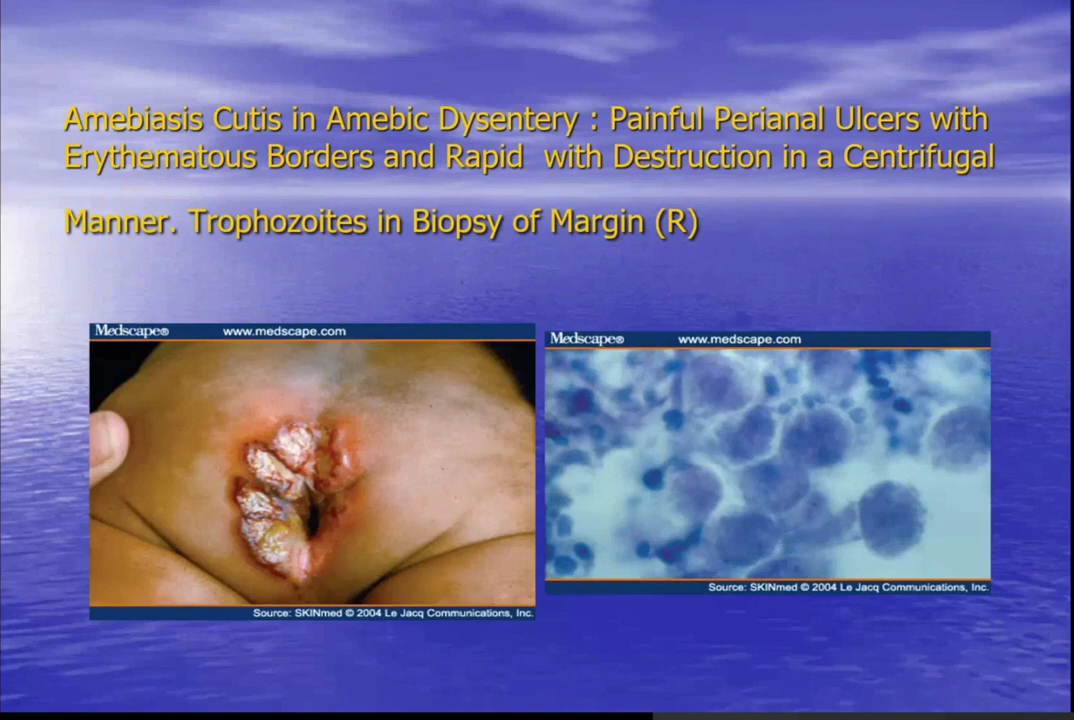 Amebiasis Cutis in Amebic Dysentery : Painful Perianal Ulcers with
Erythematous Borders and Rapid with Destruction in a Centrifugal
Manner. Trophozoites in Biopsy of Margin (R)
Medscape® www.medscape.com
Source: SKINmed © 2004 Le Jacq Communications, Inc.
Medscape® www.medscape.com
Source: SKINmed © 2004 Le Jacq Communications, Inc.